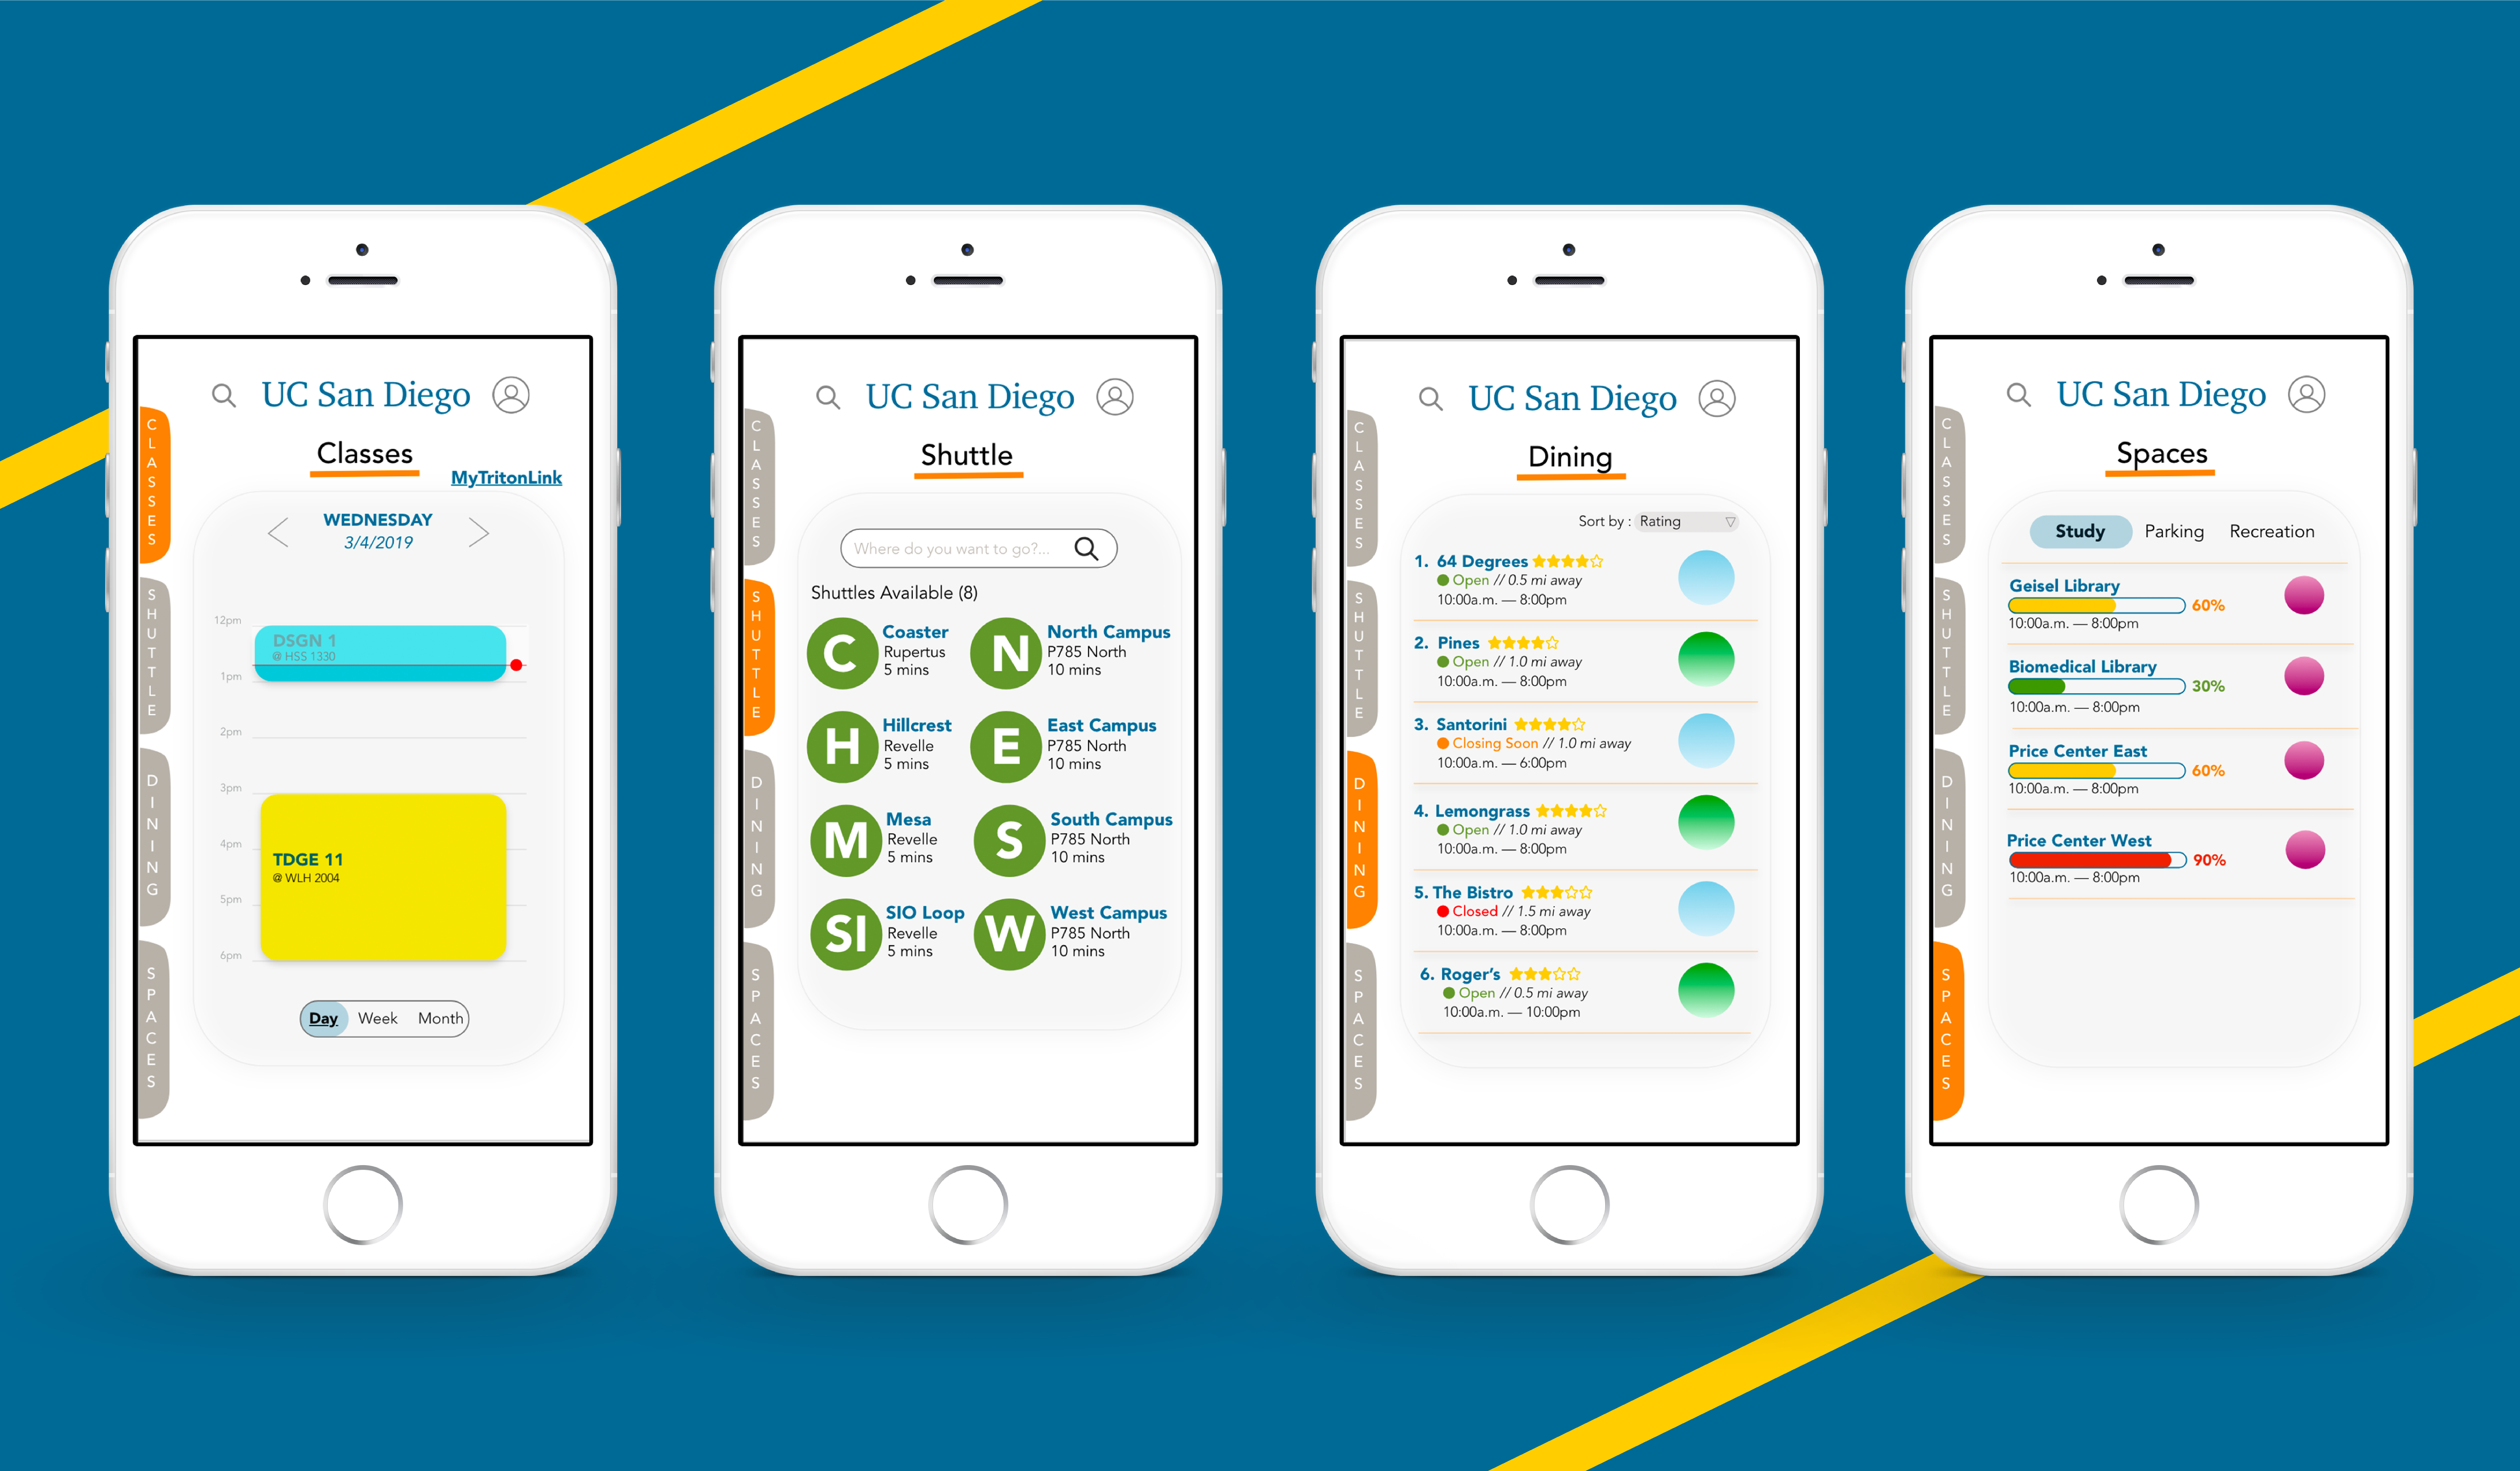 UC San Diego
Classes
MyTritonLink
CLASSES
SHUTTLE
DINING
SPACES
WEDNESDAY
3/4/2019
12pm
DSGN 1
@ HSS 1330
1pm
2pm
3pm
4pm
TDGE 11
@ WLH 2004
5pm
6pm
Day Week Month
UC San Diego
Shuttle
CLASSES
SHUTTLE
DINING
SPACES
Where do you want to go?...
Shuttles Available (8)
C
Coaster
Rupertus
5 mins
N
North Campus
P785 North
10 mins
H
Hillcrest
Revelle
5 mins
E
East Campus
P785 North
10 mins
M
Mesa
Revelle
5 mins
S
South Campus
P785 North
10 mins
SI
SIO Loop
Revelle
5 mins
W
West Campus
P785 North
10 mins
UC San Diego
Dining
CLASSES
SHUTTLE
DINING
SPACES
Sort by : Rating
1. 64 Degrees
Open // 0.5 mi away
10:00a.m. — 8:00pm
2. Pines
Open // 1.0 mi away
10:00a.m. — 8:00pm
3. Santorini
Closing Soon // 1.0 mi away
10:00a.m. — 6:00pm
4. Lemongrass
Open // 1.0 mi away
10:00a.m. — 8:00pm
5. The Bistro
Closed // 1.5 mi away
10:00a.m. — 8:00pm
6. Roger's
Open // 0.5 mi away
10:00a.m. — 10:00pm
UC San Diego
Spaces
CLASSES
SHUTTLE
DINING
SPACES
Study Parking Recreation
Geisel Library
60%
10:00a.m. — 8:00pm
Biomedical Library
30%
10:00a.m. — 8:00pm
Price Center East
60%
10:00a.m. — 8:00pm
Price Center West
90%
10:00a.m. — 8:00pm